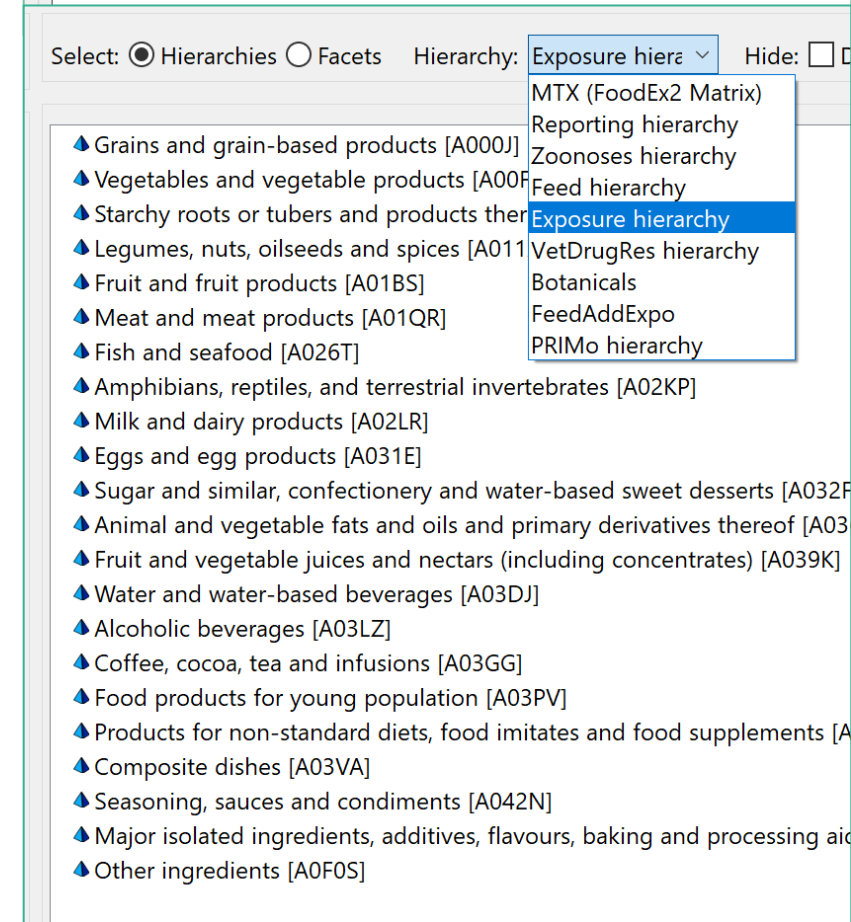 Select: Hierarchies Facets Hierarchy: Exposure hiera Hide:
MTX (FoodEx2 Matrix)
Reporting hierarchy
Zoonoses hierarchy
Feed hierarchy
Exposure hierarchy
VetDrugRes hierarchy
Botanicals
FeedAddExpo
PRIMo hierarchy
Grains and grain-based products [A000J]
Vegetables and vegetable products [A00F
Starchy roots or tubers and products ther
Legumes, nuts, oilseeds and spices [A011
Fruit and fruit products [A01BS]
Meat and meat products [A01QR]
Fish and seafood [A026T]
Amphibians, reptiles, and terrestrial invertebrates [A02KP]
Milk and dairy products [A02LR]
Eggs and egg products [A031E]
Sugar and similar, confectionery and water-based sweet desserts [A032F
Animal and vegetable fats and oils and primary derivatives thereof [A03
Fruit and vegetable juices and nectars (including concentrates) [A039K]
Water and water-based beverages [A03DJ]
Alcoholic beverages [A03LZ]
Coffee, cocoa, tea and infusions [A03GG]
Food products for young population [A03PV]
Products for non-standard diets, food imitates and food supplements [A
Composite dishes [A03VA]
Seasoning, sauces and condiments [A042N]
Major isolated ingredients, additives, flavours, baking and processing aid
Other ingredients [A0F0S]